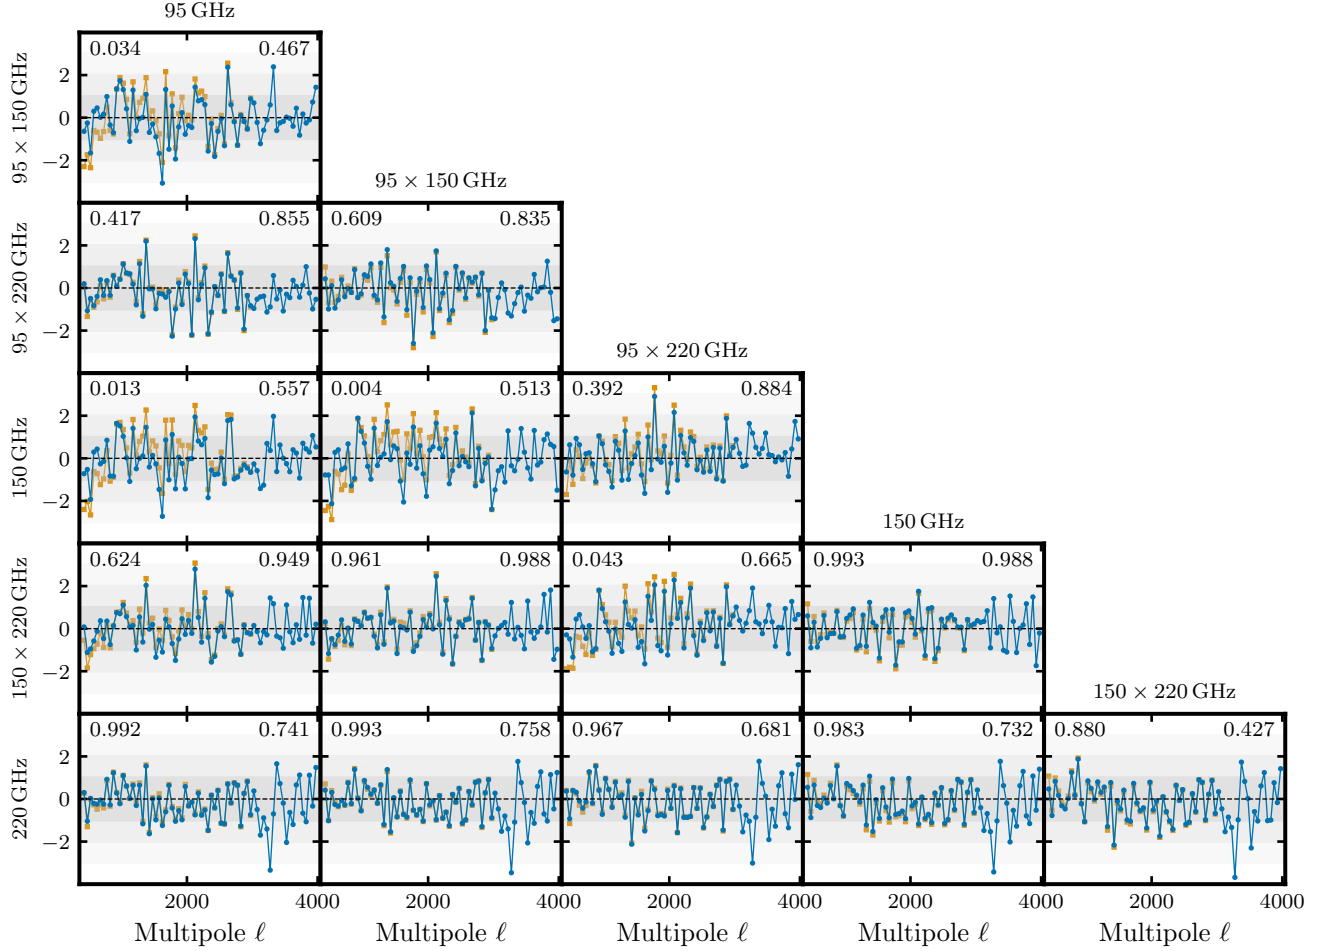 95 GHz
95 × 150 GHz
0.034 0.467
2
0
−2
95 × 150 GHz
95 × 220 GHz
0.417 0.855
0.609 0.835
2
0
−2
95 × 220 GHz
150 GHz
0.013 0.557
0.004 0.513
0.392 0.884
2
0
−2
150 GHz
150 × 220 GHz
0.624 0.949
0.961 0.988
0.043 0.665
0.993 0.988
2
0
−2
150 × 220 GHz
220 GHz
0.992 0.741
0.993 0.758
0.967 0.681
0.983 0.732
0.880 0.427
2
0
−2
2000 4000 2000 4000 2000 4000 2000 4000 2000 4000
Multipole ℓ Multipole ℓ Multipole ℓ Multipole ℓ Multipole ℓ